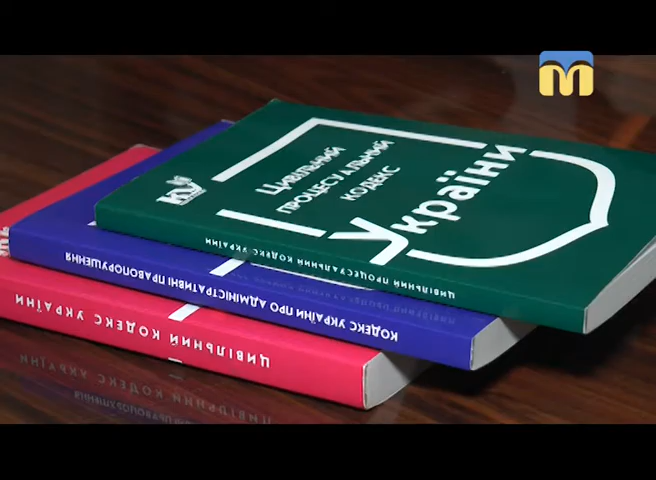 Цивільний
процесуальний
кодекс
України
ЦИВІЛЬНИЙ ПРОЦЕСУАЛЬНИЙ КОДЕКС УКРАЇНИ
КОДЕКС УКРАЇНИ ПРО АДМІНІСТРАТИВНІ ПРАВОПОРУШЕННЯ
ЦИВІЛЬНИЙ КОДЕКС УКРАЇНИ